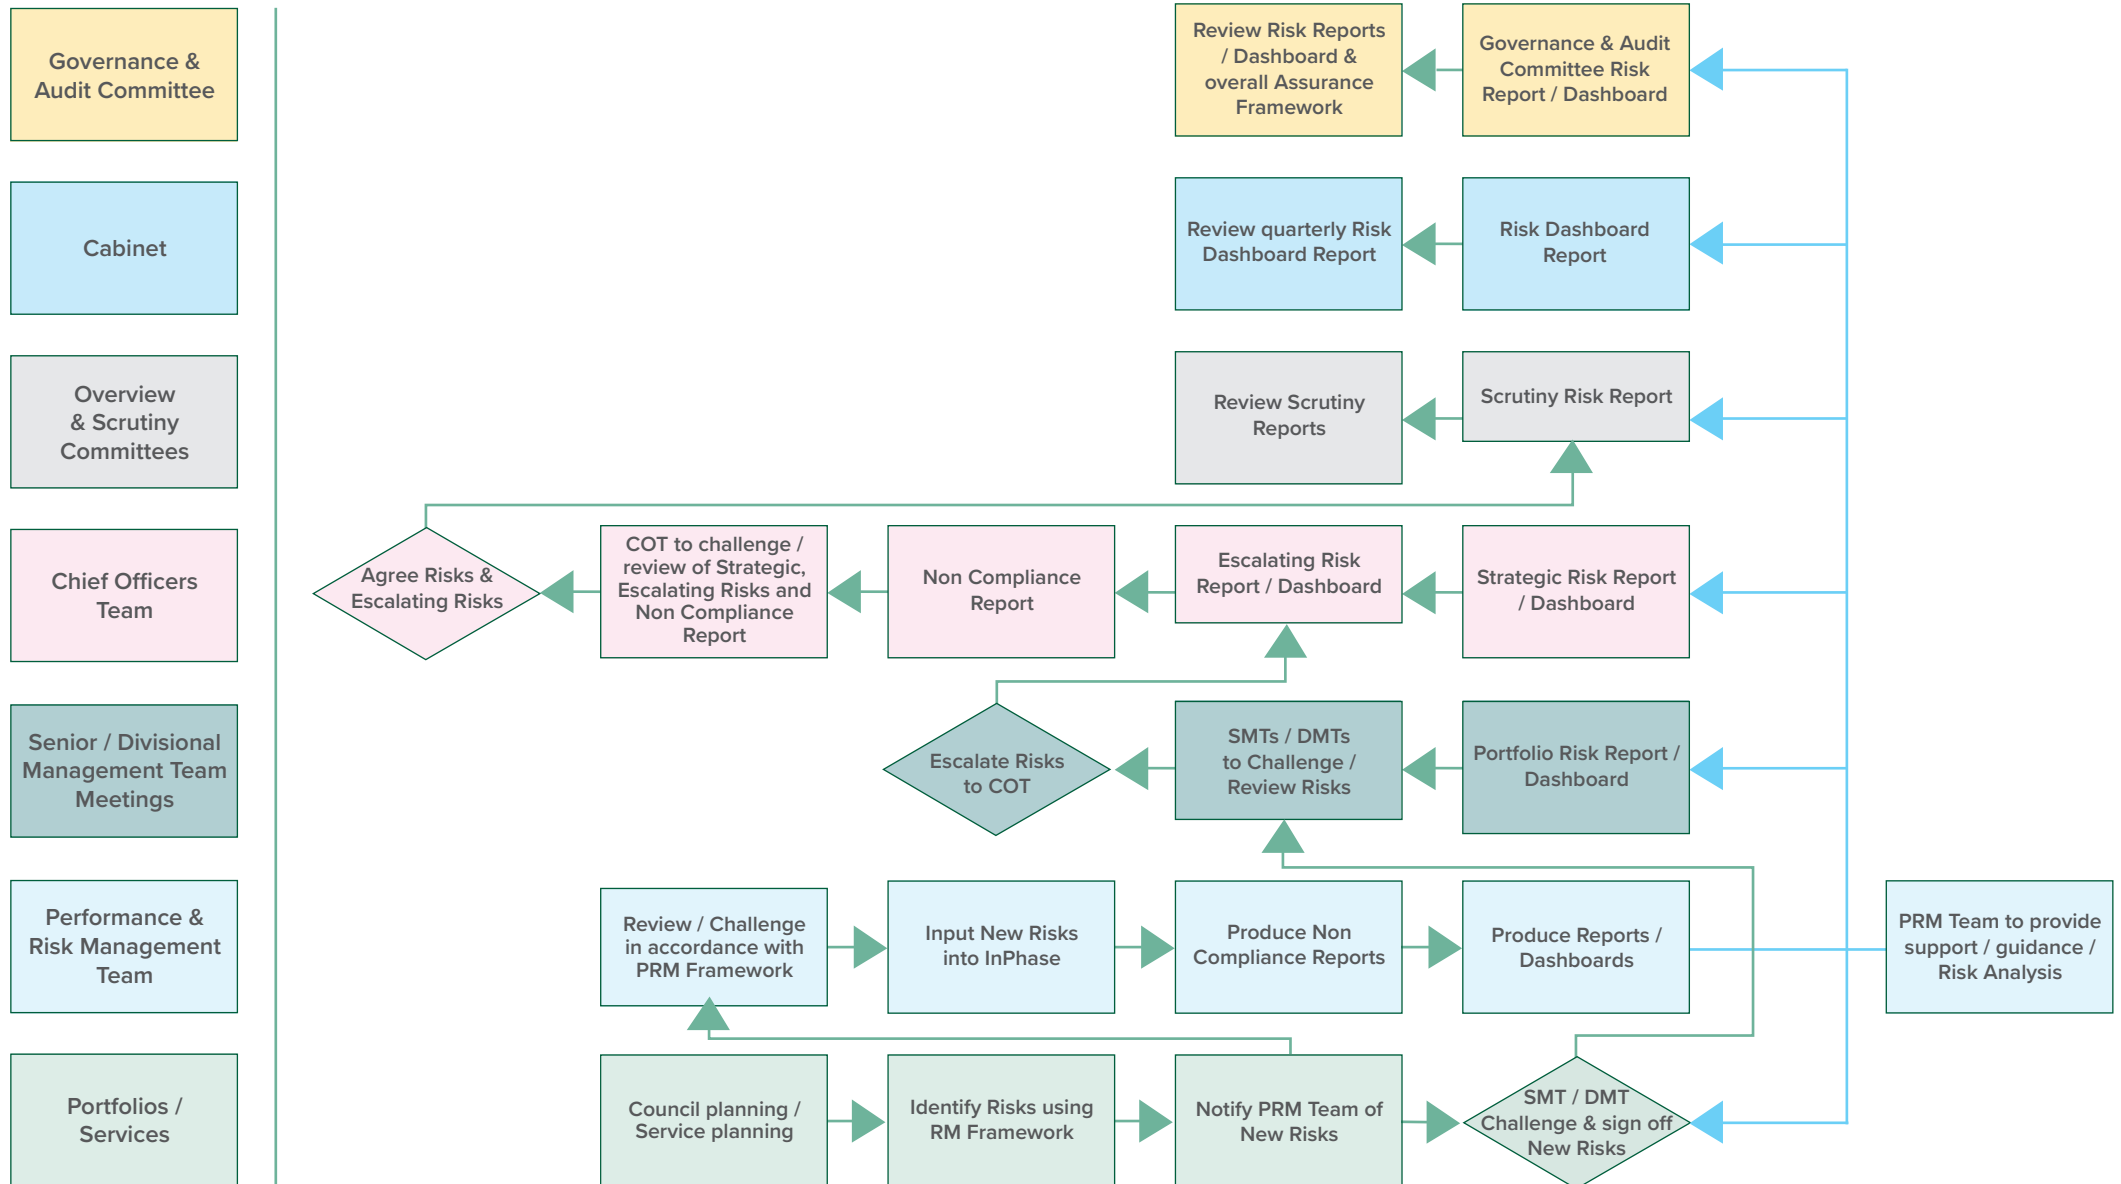 Governance &
Audit Committee
Review Risk Reports
/ Dashboard &
overall Assurance
Framework
Governance & Audit
Committee Risk
Report / Dashboard
Cabinet
Review quarterly Risk
Dashboard Report
Risk Dashboard
Report
Overview
& Scrutiny
Committees
Review Scrutiny
Reports
Scrutiny Risk Report
Chief Officers
Team
Agree Risks &
Escalating Risks
COT to challenge /
review of Strategic,
Escalating Risks and
Non Compliance
Report
Non Compliance
Report
Escalating Risk
Report / Dashboard
Strategic Risk Report
/ Dashboard
Senior / Divisional
Management Team
Meetings
Escalate Risks
to COT
SMTs / DMTs
to Challenge /
Review Risks
Portfolio Risk Report /
Dashboard
Performance &
Risk Management
Team
Review / Challenge
in accordance with
PRM Framework
Input New Risks
into InPhase
Produce Non
Compliance Reports
Produce Reports /
Dashboards
PRM Team to provide
support / guidance /
Risk Analysis
Portfolios /
Services
Council planning /
Service planning
Identify Risks using
RM Framework
Notify PRM Team of
New Risks
SMT / DMT
Challenge & sign off
New Risks